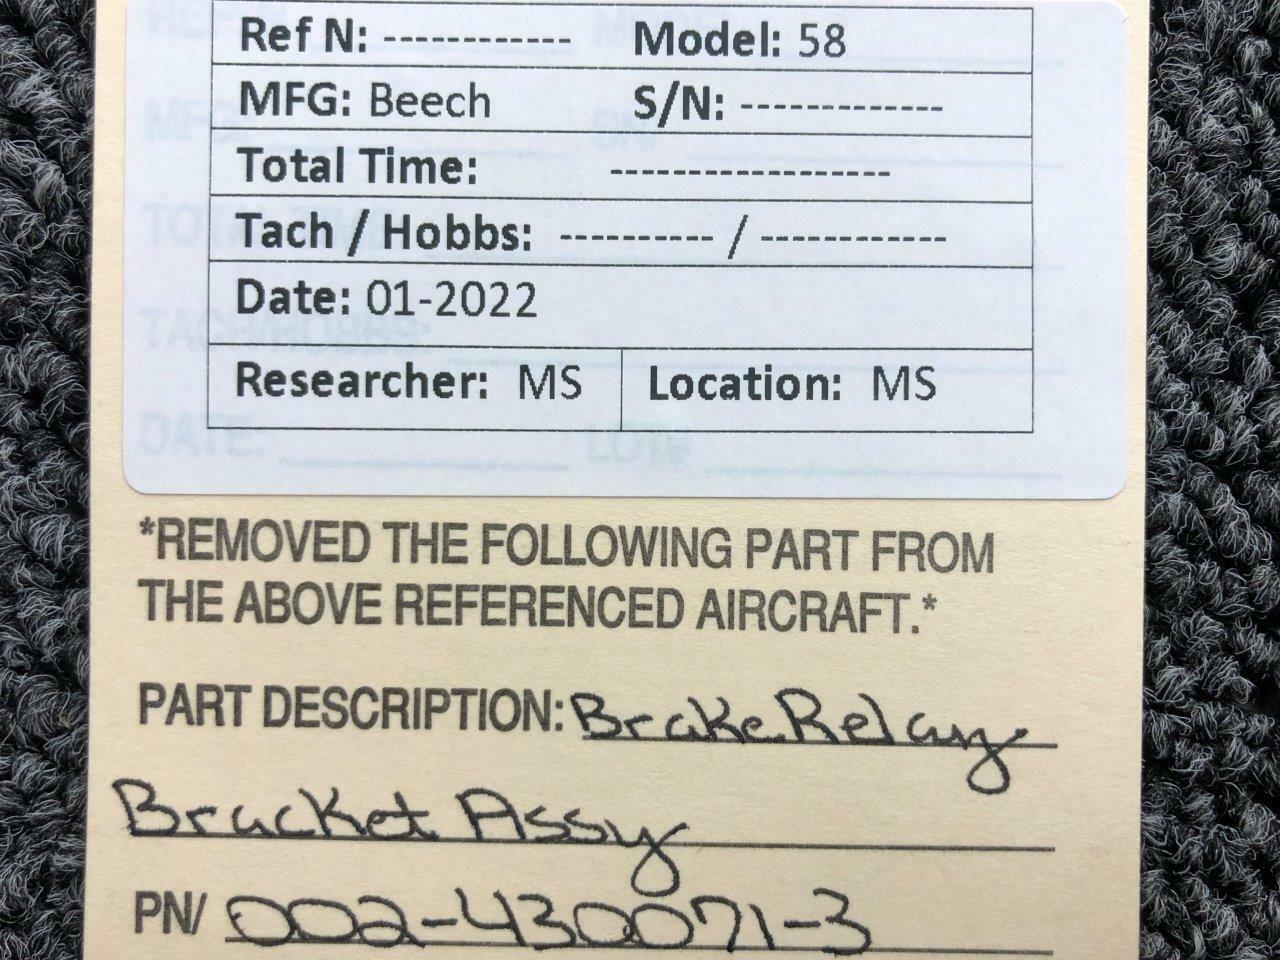 Ref N: ------------ Model: 58
MFG: Beech S/N: -------------
Total Time: ------------------
Tach / Hobbs: ---------- / ------------
Date: 01-2022
Researcher: MS Location: MS
*REMOVED THE FOLLOWING PART FROM
THE ABOVE REFERENCED AIRCRAFT.*
PART DESCRIPTION: Brake Relay
Bracket Assy
PN/ 002-430071-3